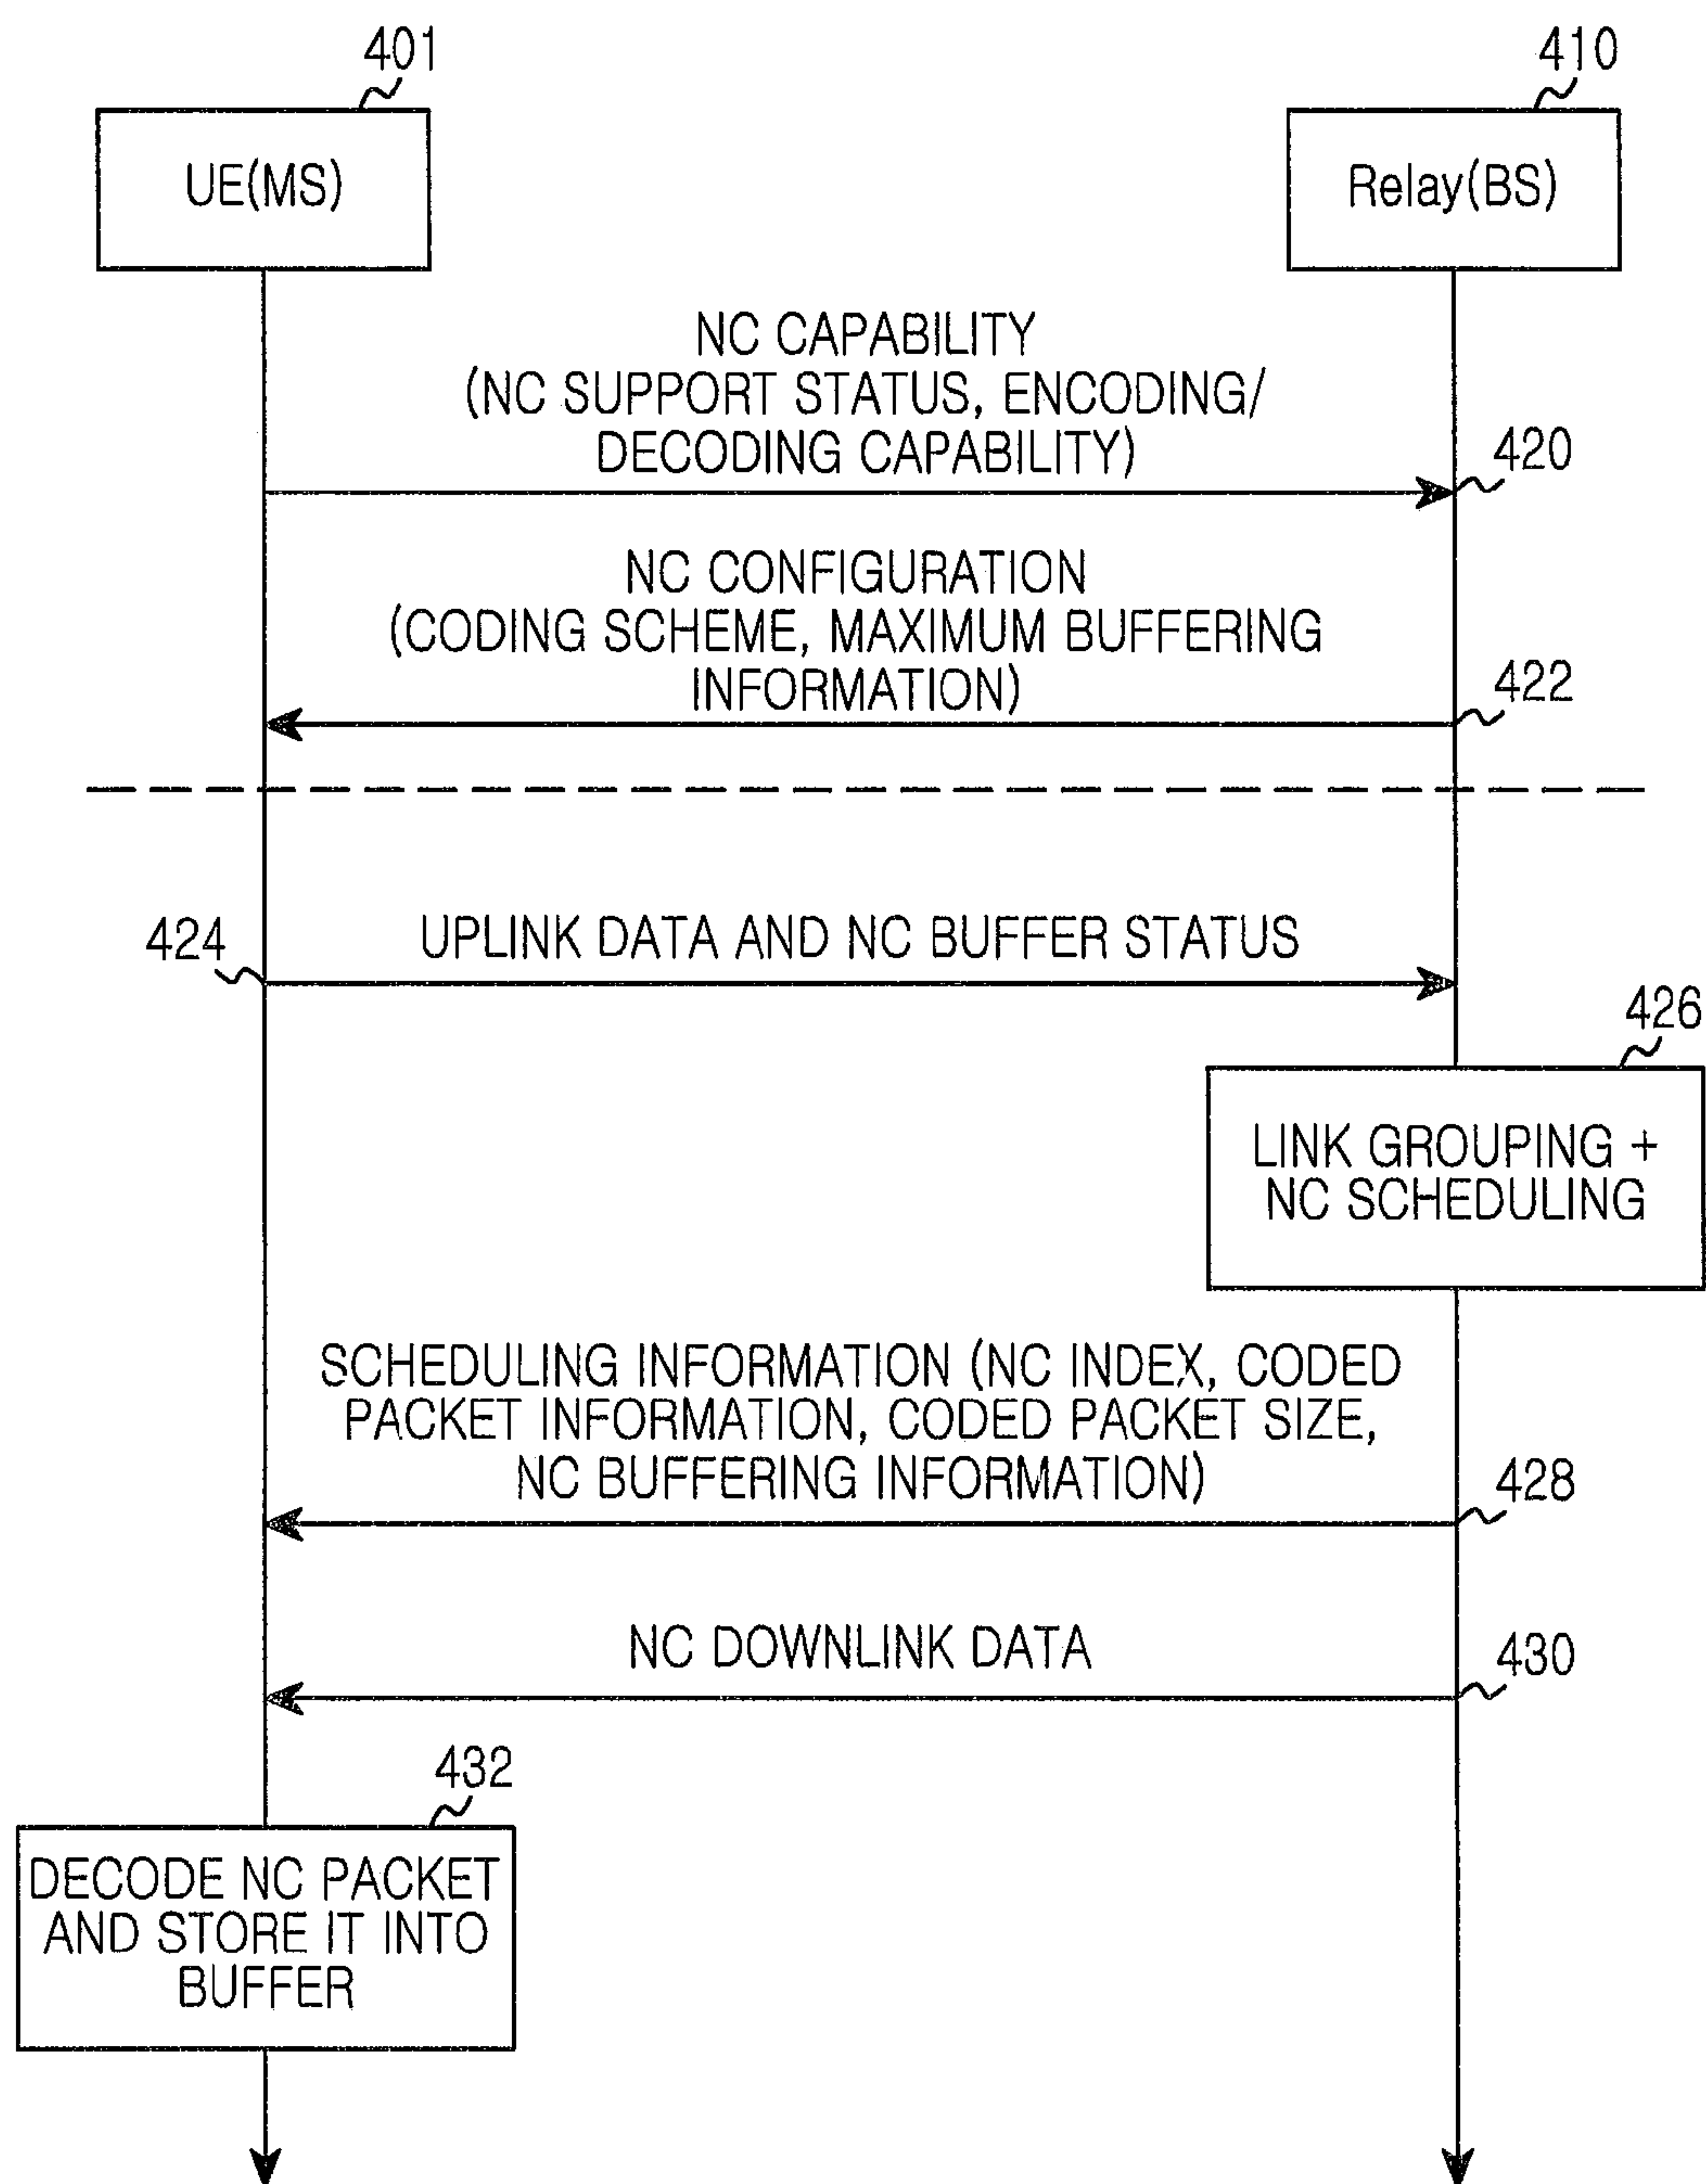 401
410
UE(MS)
Relay(BS)
NC CAPABILITY
(NC SUPPORT STATUS, ENCODING/
DECODING CAPABILITY)
420
NC CONFIGURATION
(CODING SCHEME, MAXIMUM BUFFERING
INFORMATION)
422
424
UPLINK DATA AND NC BUFFER STATUS
426
LINK GROUPING +
NC SCHEDULING
SCHEDULING INFORMATION (NC INDEX, CODED
PACKET INFORMATION, CODED PACKET SIZE,
NC BUFFERING INFORMATION)
428
NC DOWNLINK DATA
430
432
DECODE NC PACKET
AND STORE IT INTO
BUFFER